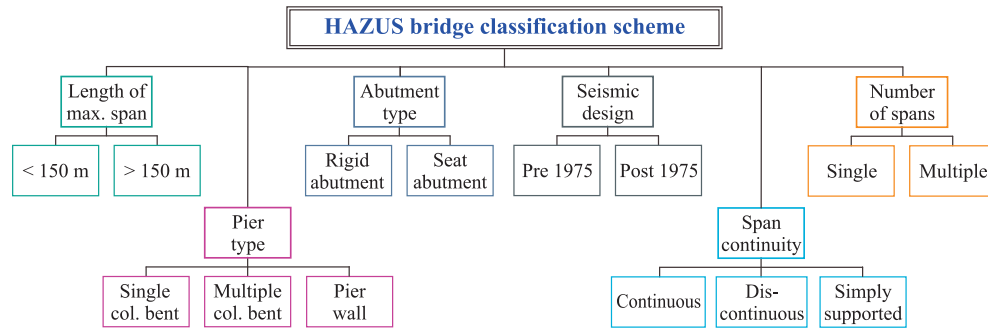 HAZUS bridge classification scheme
Length of
max. span
< 150 m
> 150 m
Abutment
type
Rigid
abutment
Seat
abutment
Seismic
design
Pre 1975
Post 1975
Number
of spans
Single
Multiple
Pier
type
Single
col. bent
Multiple
col. bent
Pier
wall
Span
continuity
Continuous
Dis-
continuous
Simply
supported